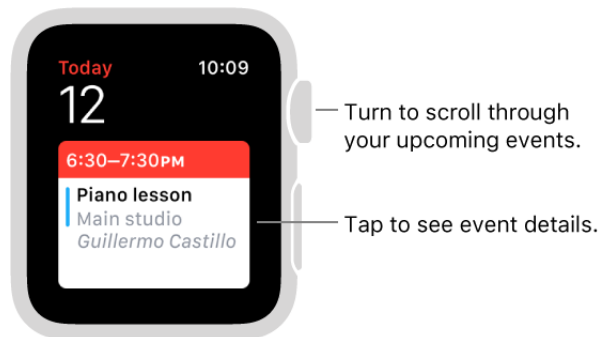 Today 10:09
12
6:30–7:30PM
Piano lesson
Main studio
Guillermo Castillo
Turn to scroll through
your upcoming events.
Tap to see event details.